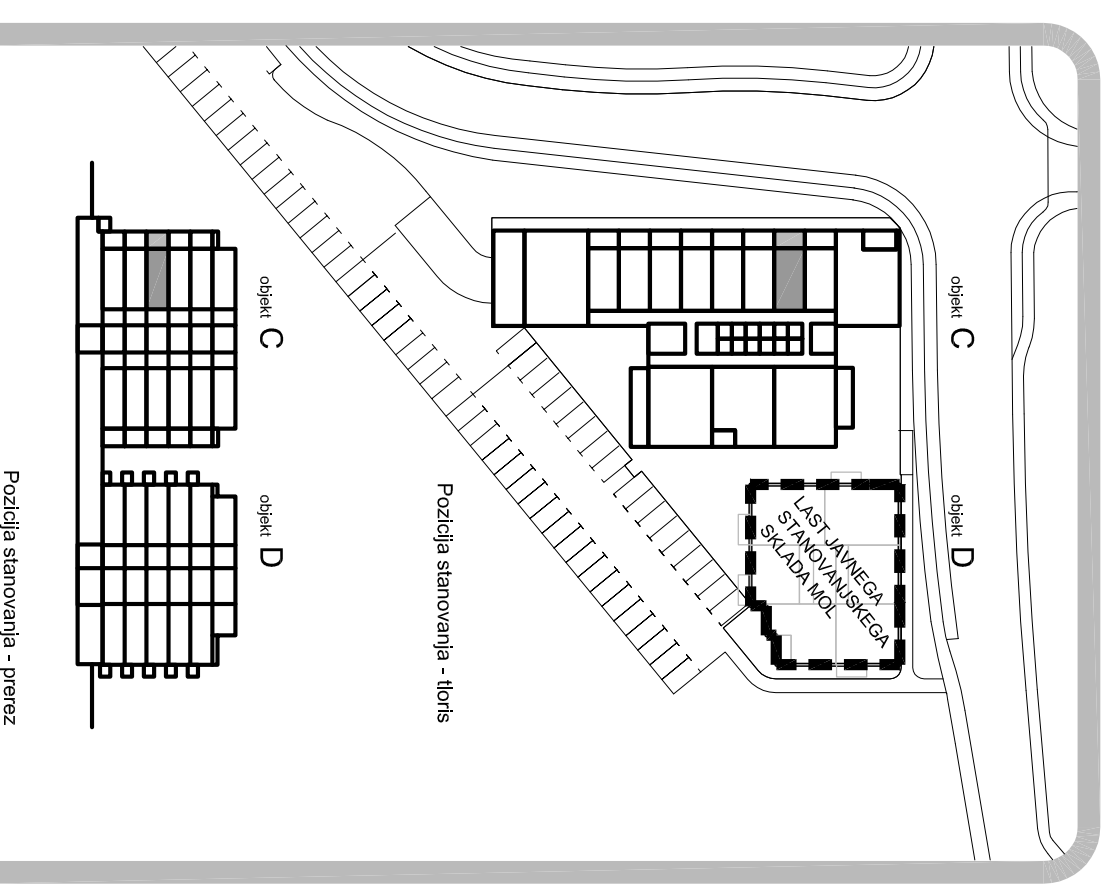 objekt C
objekt D
LAST JAVNEGA
STANOVANJSKEGA
SKLADA MOL
Pozicija stanovanja - tloris
objekt C
objekt D
Pozicija stanovanja - prerez